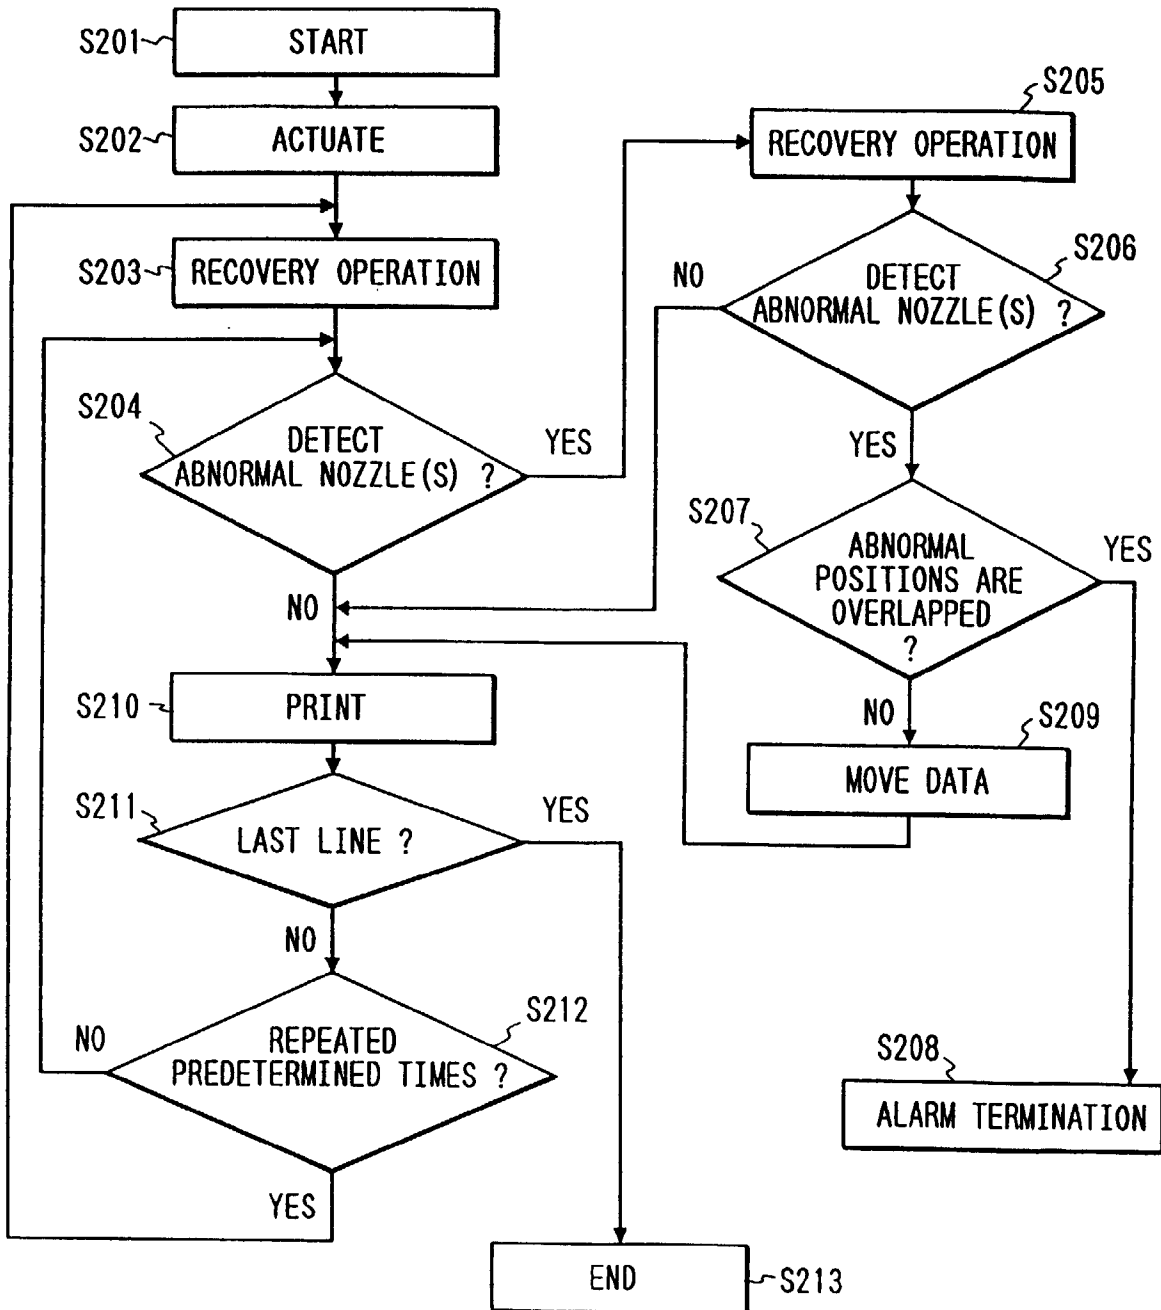 S201
START
S202
ACTUATE
S203
RECOVERY OPERATION
S204
DETECT
ABNORMAL NOZZLE(S) ?
YES
NO
S205
RECOVERY OPERATION
S206
DETECT
ABNORMAL NOZZLE(S) ?
NO
YES
S207
ABNORMAL
POSITIONS ARE
OVERLAPPED
?
YES
NO
S209
MOVE DATA
S208
ALARM TERMINATION
S210
PRINT
S211
LAST LINE ?
YES
NO
S212
REPEATED
PREDETERMINED TIMES ?
NO
YES
END
S213